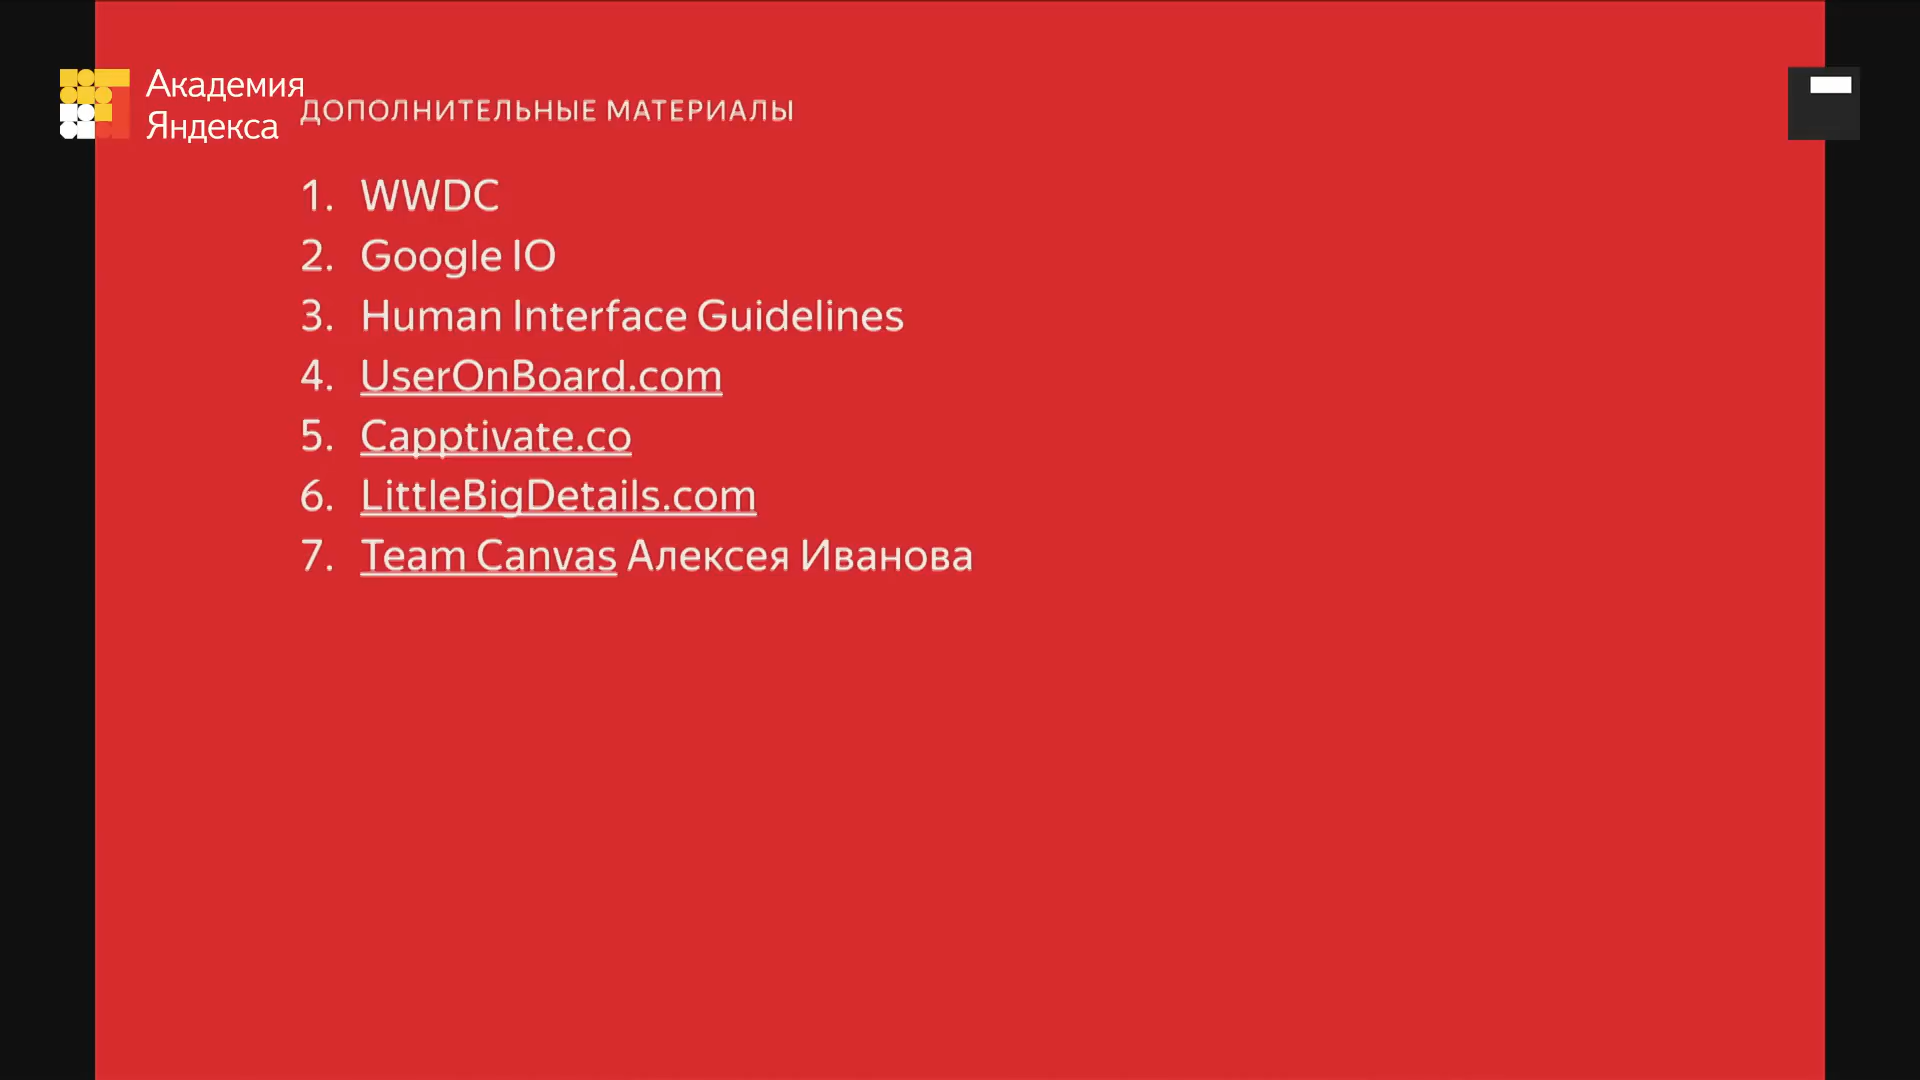 Академия
Яндекса
ДОПОЛНИТЕЛЬНЫЕ МАТЕРИАЛЫ
1. WWDC
2. Google IO
3. Human Interface Guidelines
4. UserOnBoard.com
5. Capptivate.co
6. LittleBigDetails.com
7. Team Canvas Алексея Иванова